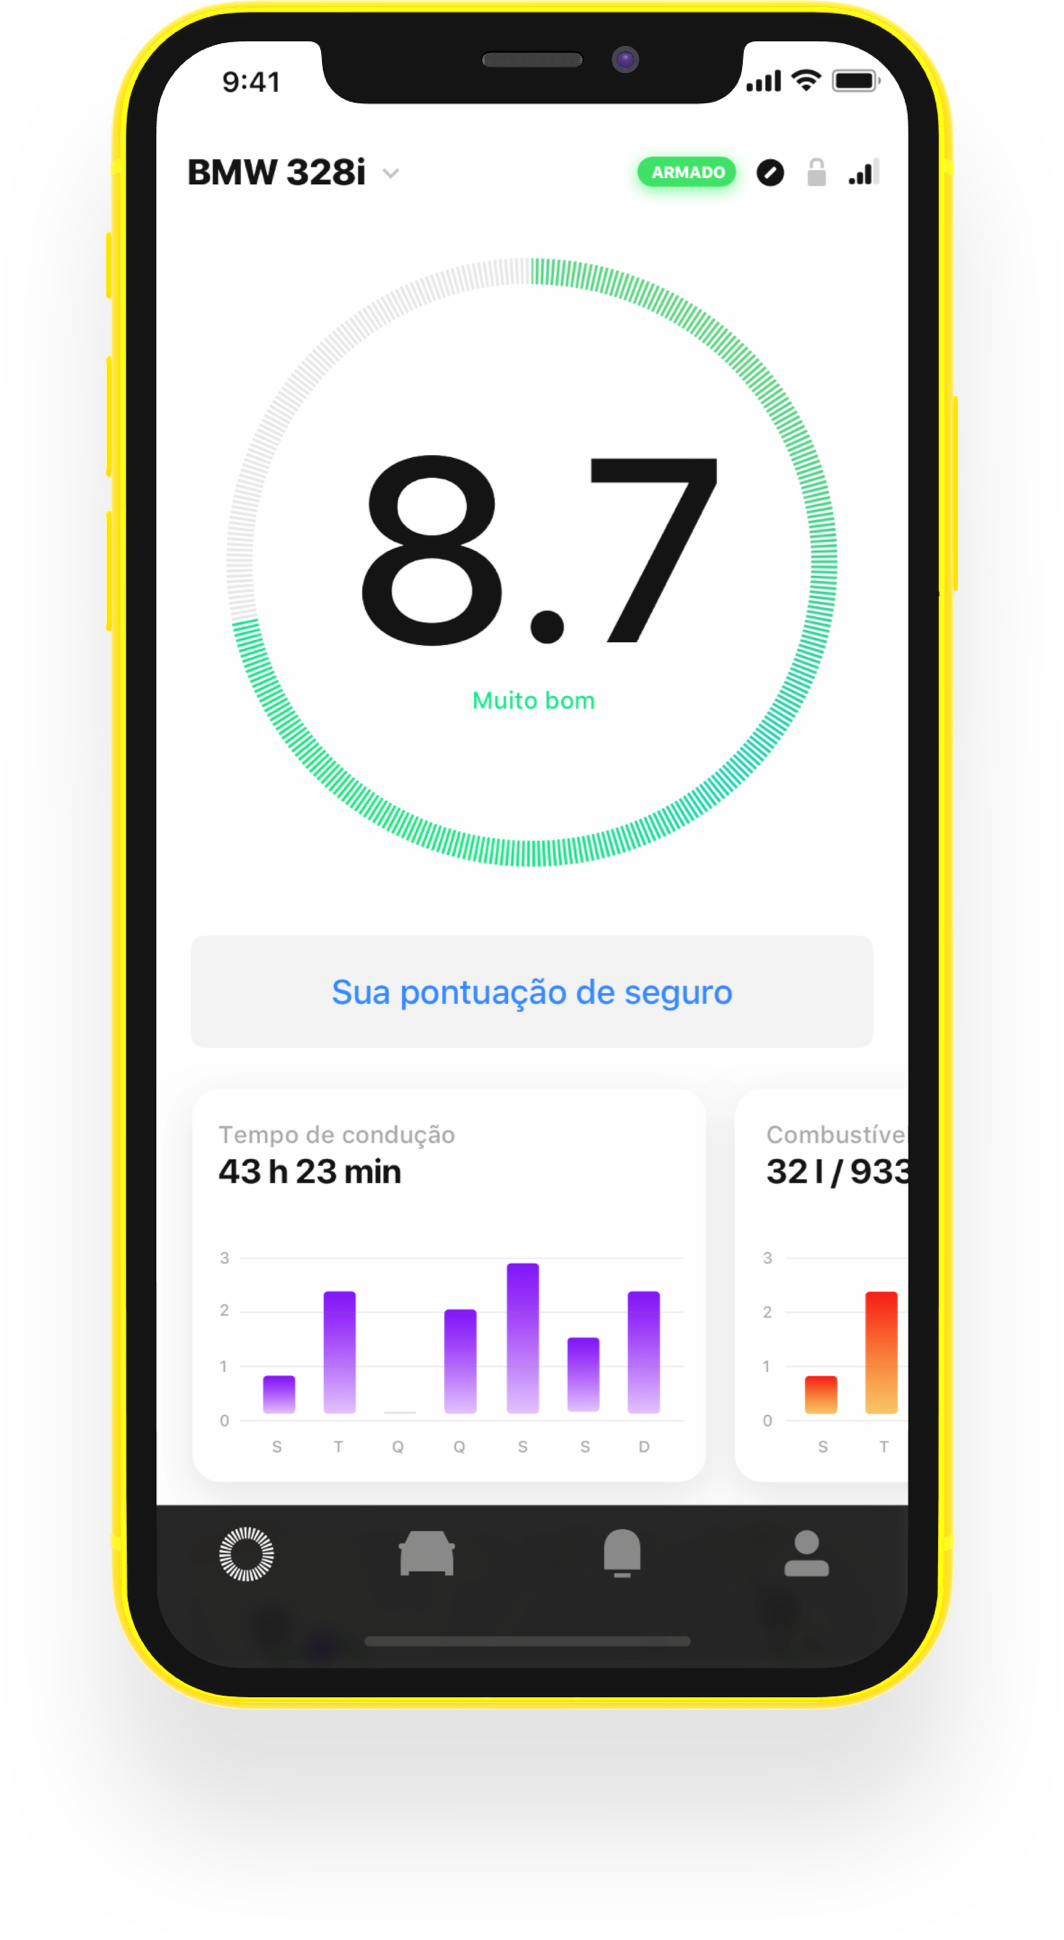 9:41
BMW 328i
ARMADO
8.7
Muito bom
Sua pontuação de seguro
Tempo de condução
43 h 23 min
3
2
1
0
S T Q Q S S D
Combustíve
32 l / 933
3
2
1
0
S T